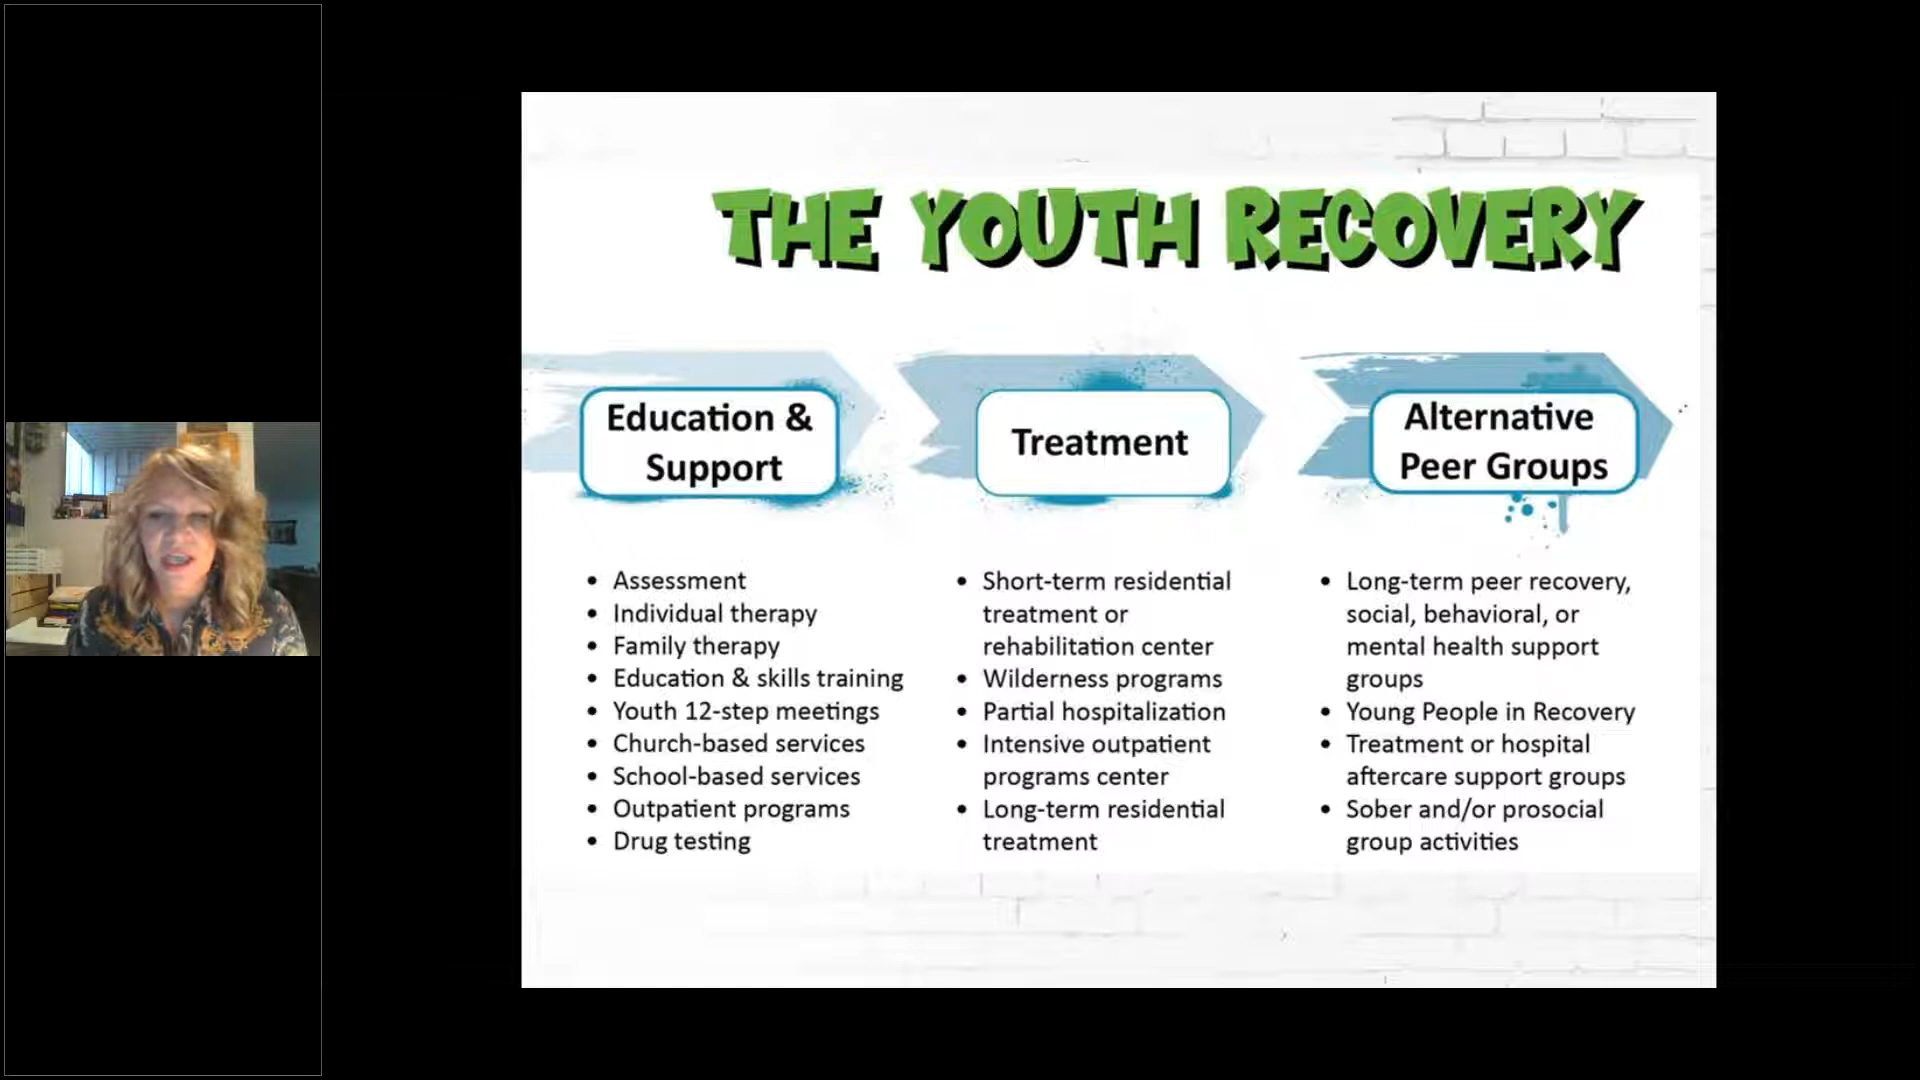 THE YOUTH RECOVERY
Education &
Support
• Assessment
• Individual therapy
• Family therapy
• Education & skills training
• Youth 12-step meetings
• Church-based services
• School-based services
• Outpatient programs
• Drug testing
Treatment
• Short-term residential
treatment or
rehabilitation center
• Wilderness programs
• Partial hospitalization
• Intensive outpatient
programs center
• Long-term residential
treatment
Alternative
Peer Groups
• Long-term peer recovery,
social, behavioral, or
mental health support
groups
• Young People in Recovery
• Treatment or hospital
aftercare support groups
• Sober and/or prosocial
group activities